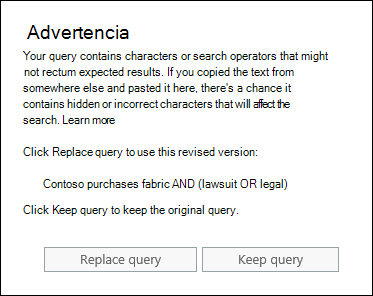 Advertencia
Your query contains characters or search operators that might
not rectum expected results. If you copied the text from
somewhere else and pasted it here, there's a chance it
contains hidden or incorrect characters that will affect the
search. Learn more
Click Replace query to use this revised version:
Contoso purchases fabric AND (lawsuit OR legal)
Click Keep query to keep the original query.
Replace query
Keep query